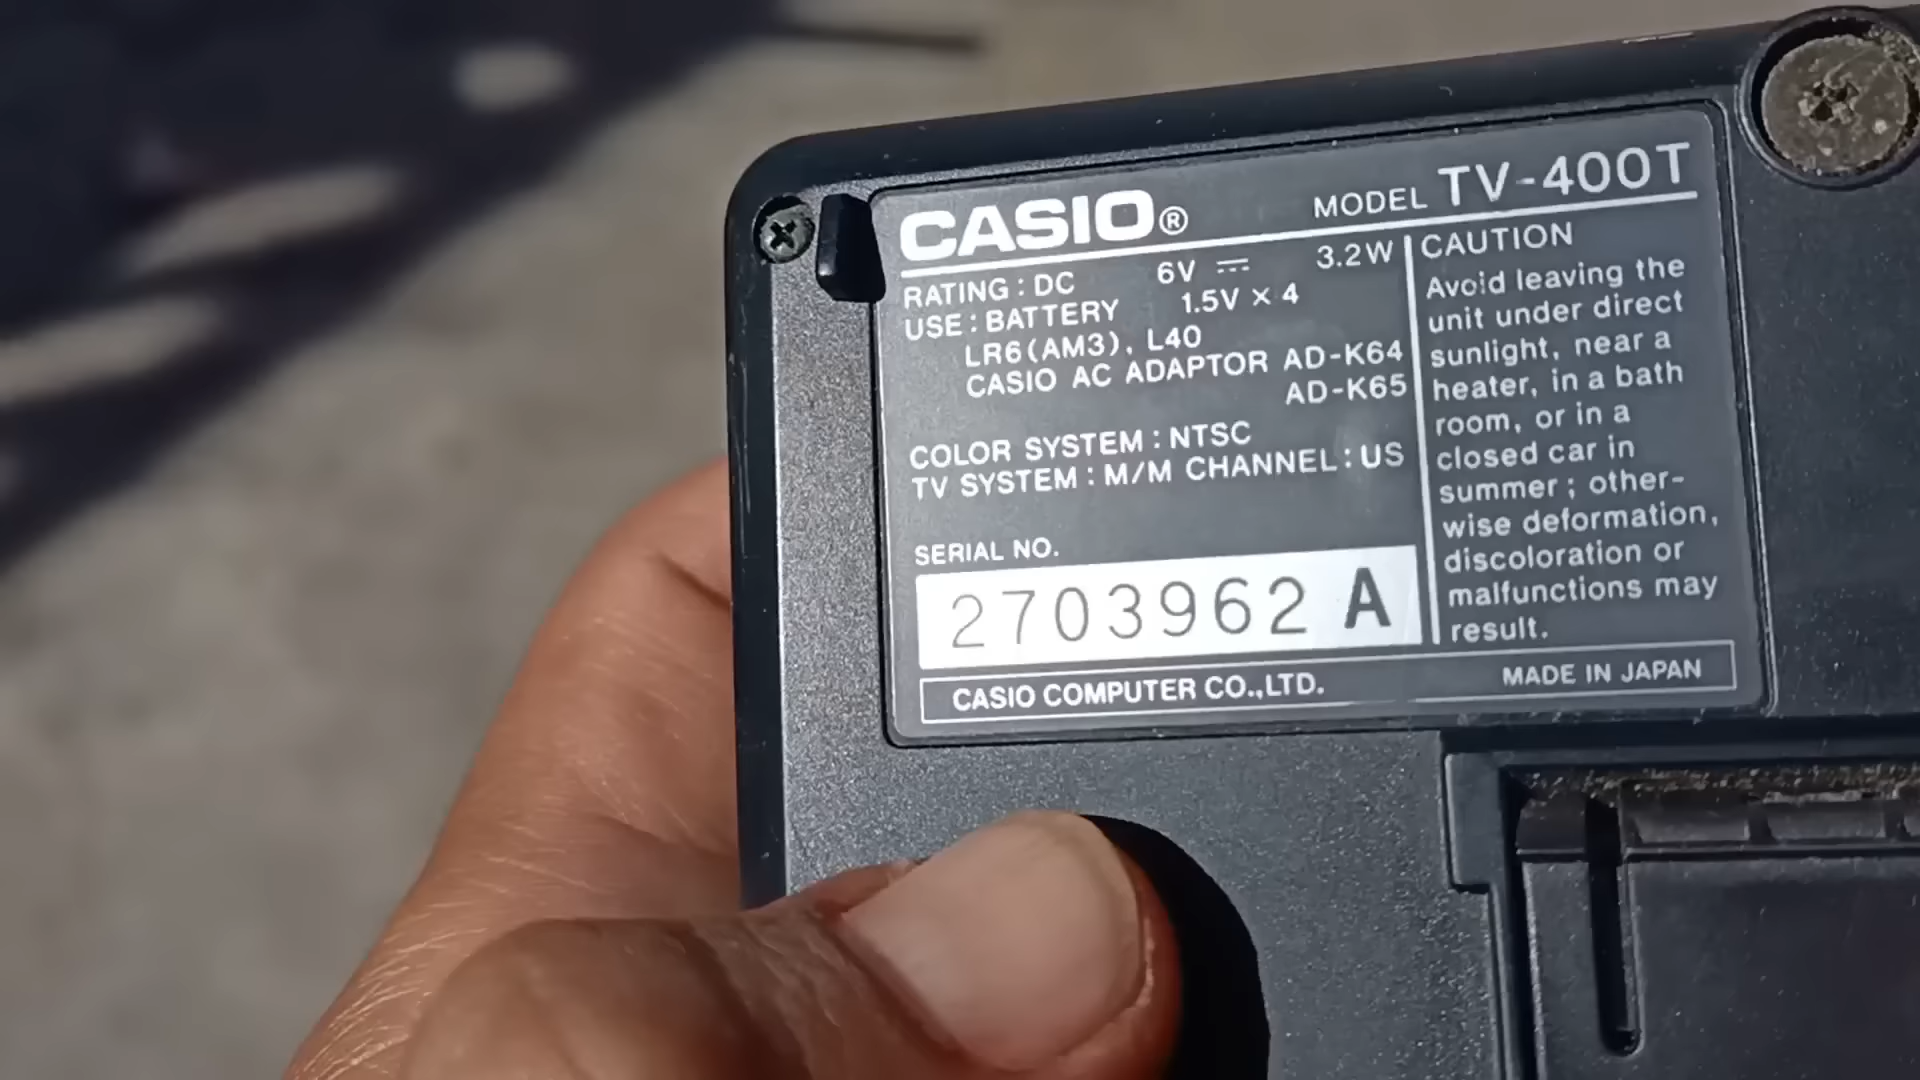 CASIO® MODEL TV-400T
RATING : DC 6V ⎓ 3.2W
USE : BATTERY 1.5V × 4
LR6(AM3), L40
CASIO AC ADAPTOR AD-K64
AD-K65
COLOR SYSTEM : NTSC
TV SYSTEM : M/M CHANNEL : US
SERIAL NO.
2703962 A
CAUTION
Avoid leaving the
unit under direct
sunlight, near a
heater, in a bath
room, or in a
closed car in
summer ; other-
wise deformation,
discoloration or
malfunctions may
result.
CASIO COMPUTER CO.,LTD. MADE IN JAPAN